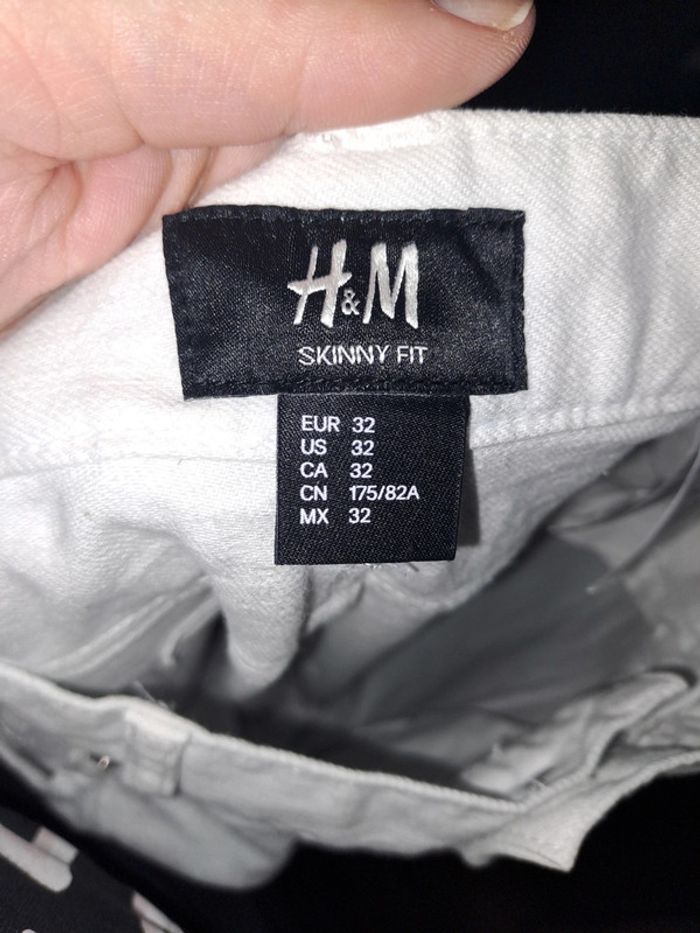 H&M
SKINNY FIT
EUR 32
US 32
CA 32
CN 175/82A
MX 32